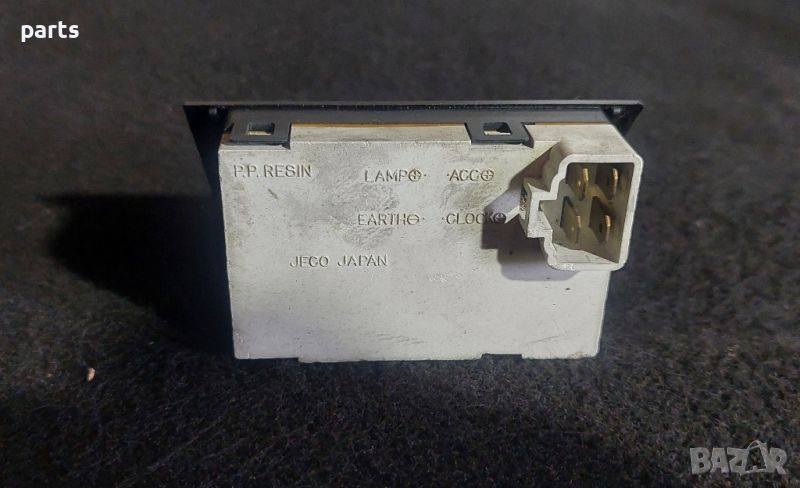 parts
P.P. RESIN
LAMP⊕· ·ACC⊕
EARTH⊖· ·CLOCK⊕
JECO JAPAN
BAZAR